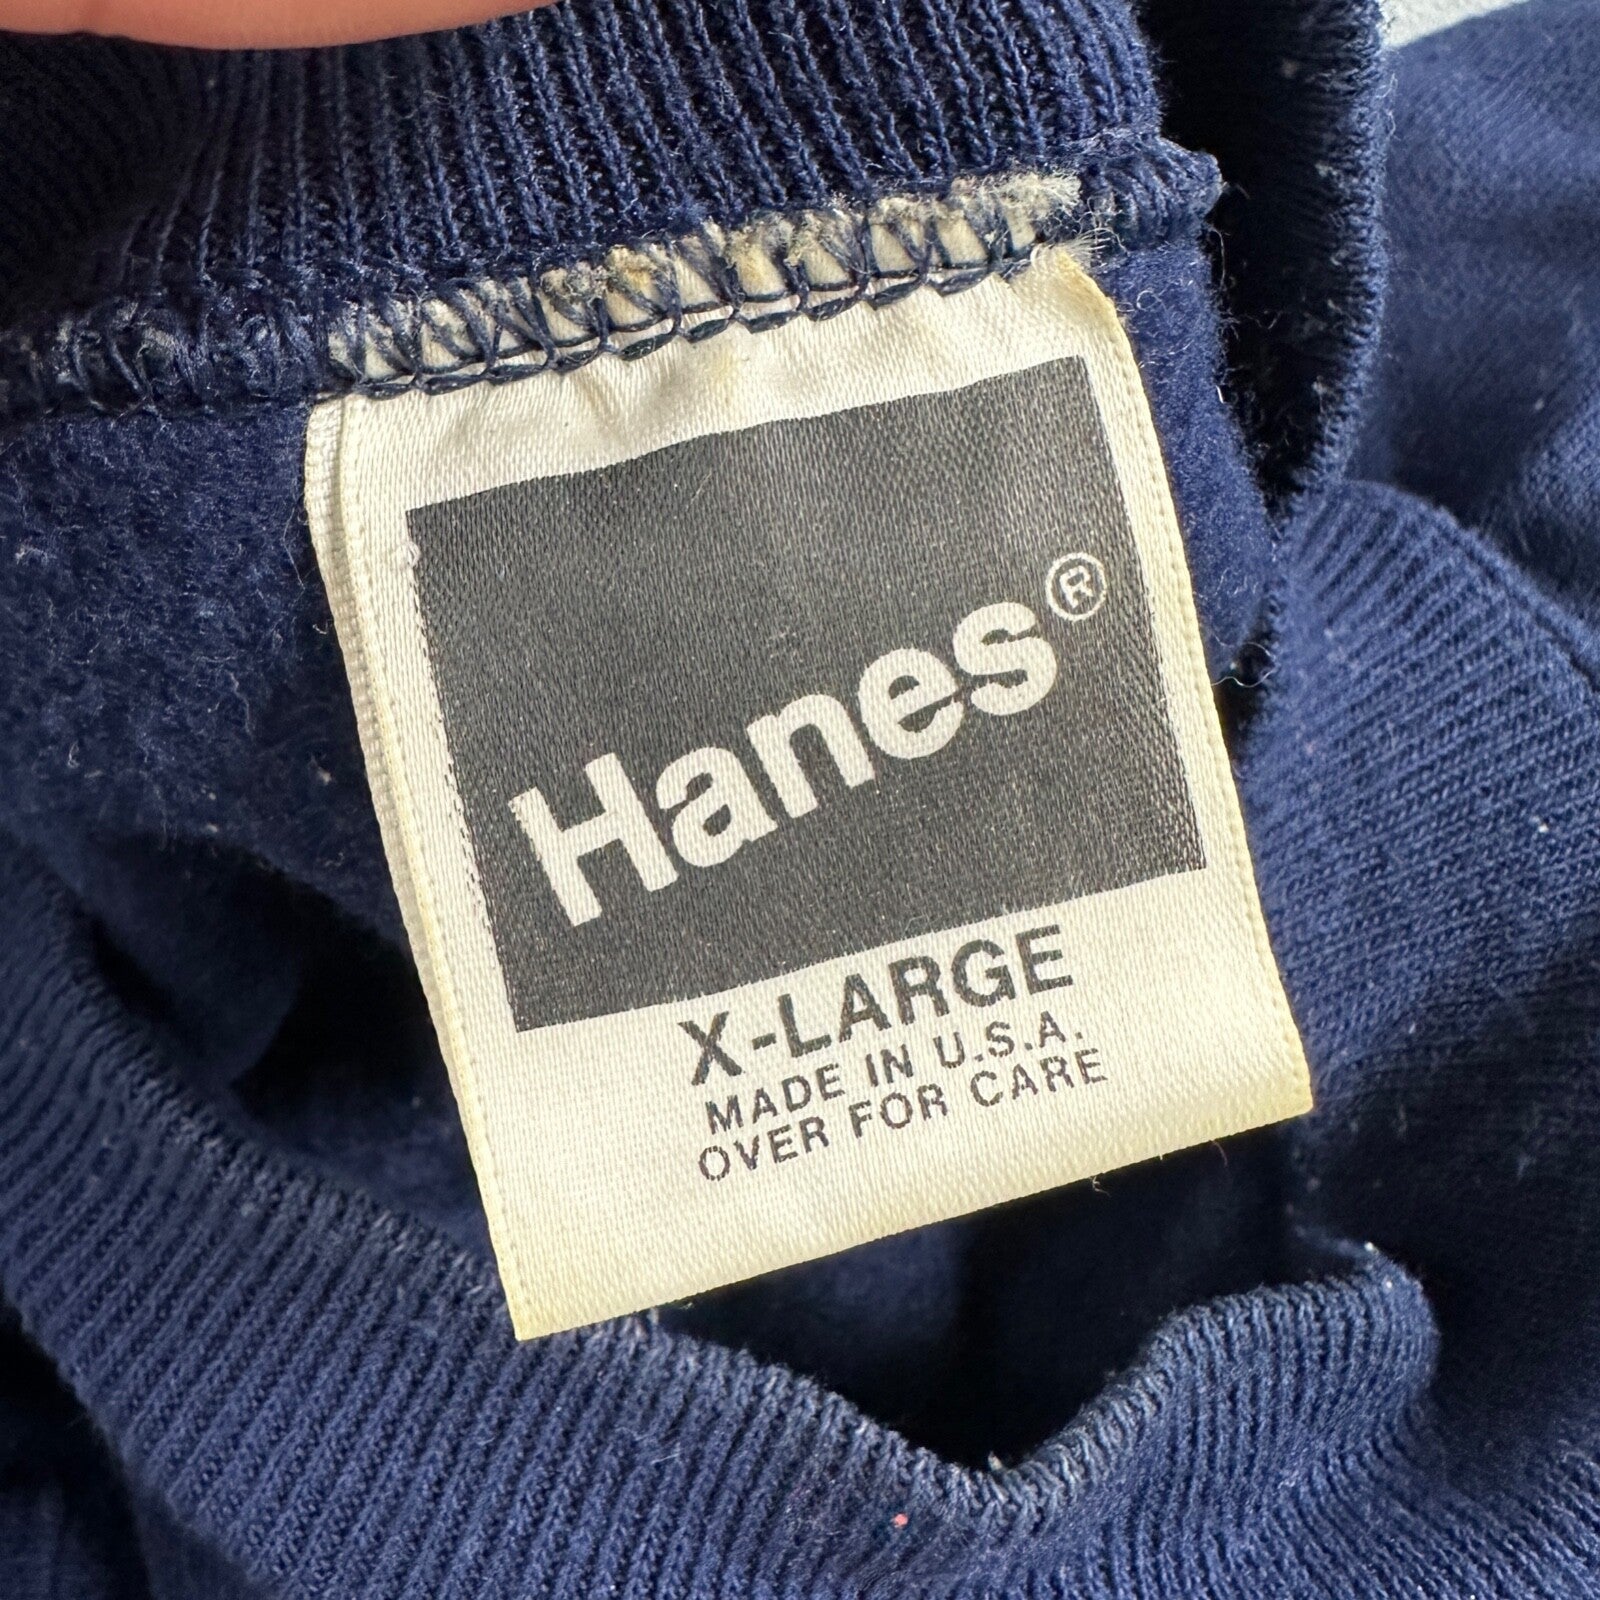 Hanes®
X-LARGE
MADE IN U.S.A.
OVER FOR CARE